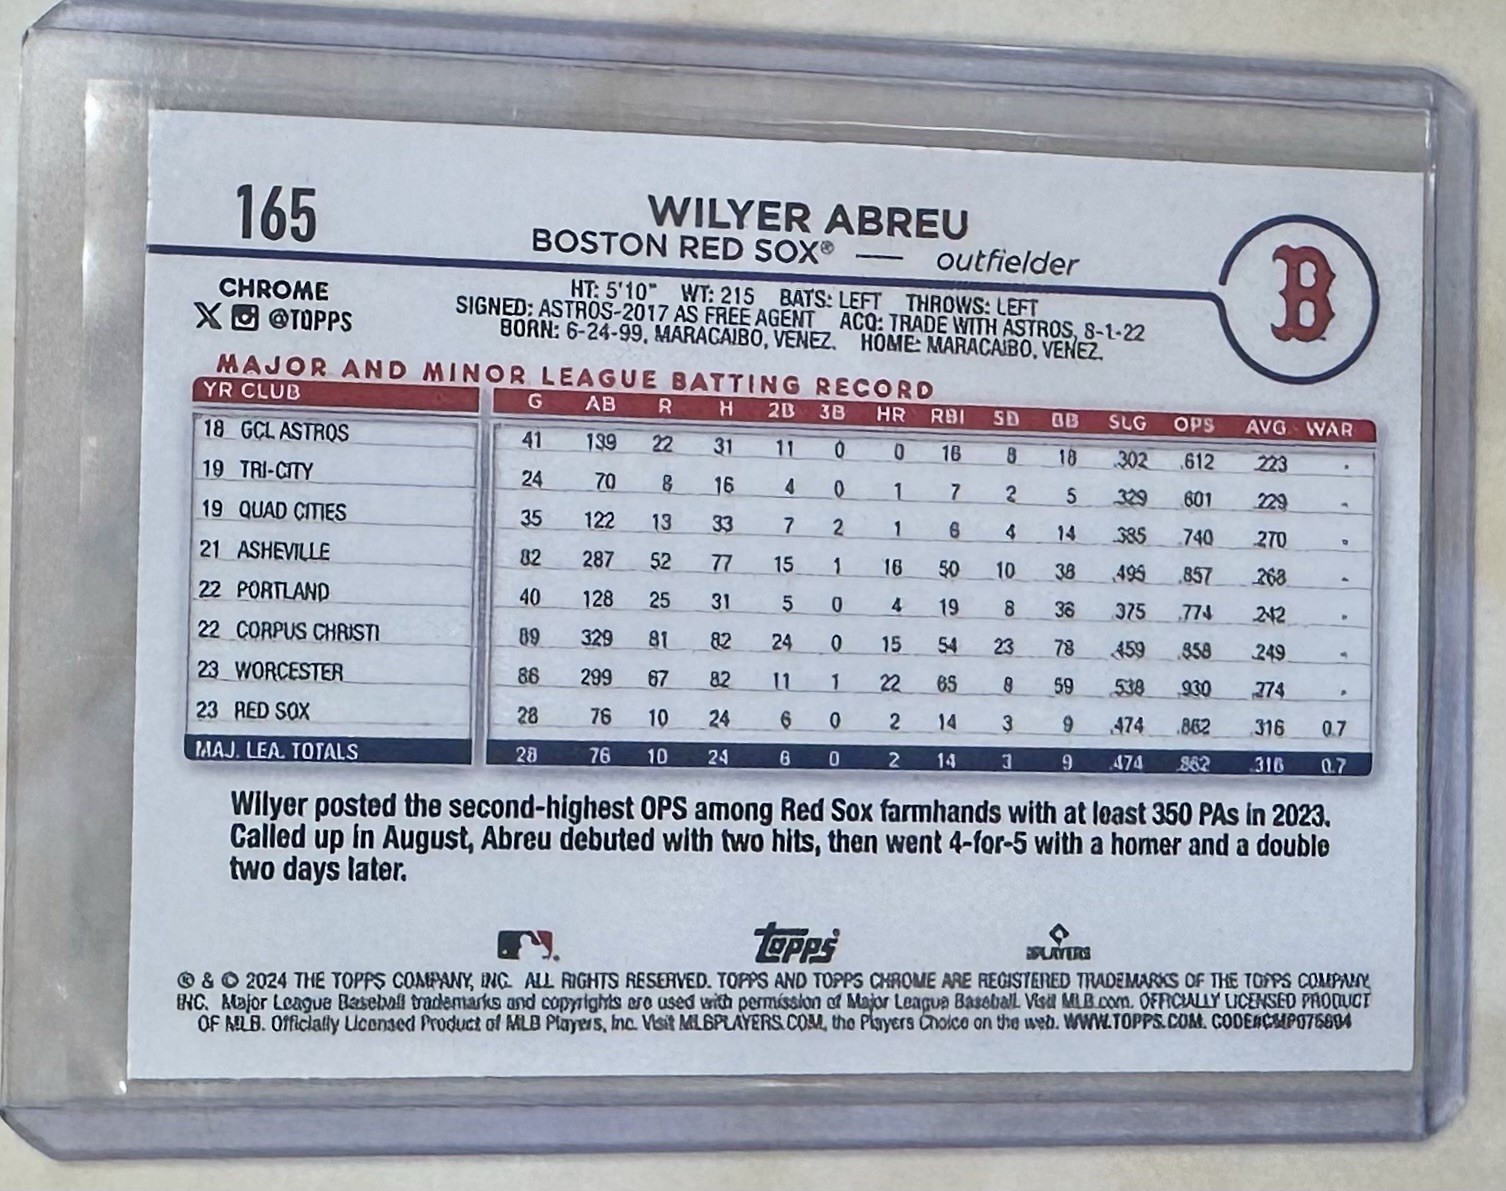 165
WILYER ABREU
BOSTON RED SOX® — outfielder
B
CHROME
X @TOPPS
HT: 5'10" WT: 215 BATS: LEFT THROWS: LEFT
SIGNED: ASTROS-2017 AS FREE AGENT ACQ: TRADE WITH ASTROS, 8-1-22
BORN: 6-24-99, MARACAIBO, VENEZ. HOME: MARACAIBO, VENEZ.
MAJOR AND MINOR LEAGUE BATTING RECORD
YR CLUB G AB R H 2B 3B HR RBI SB BB SLG OPS AVG WAR
18 GCL ASTROS 41 139 22 31 11 0 0 16 8 18 .302 .612 .223 -
19 TRI-CITY 24 70 8 16 4 0 1 7 2 5 .329 .601 .229 -
19 QUAD CITIES 35 122 13 33 7 2 1 6 4 14 .385 .740 .270 -
21 ASHEVILLE 82 287 52 77 15 1 16 50 10 38 .495 .857 .268 -
22 PORTLAND 40 128 25 31 5 0 4 19 8 36 .375 .774 .242 -
22 CORPUS CHRISTI 89 329 81 82 24 0 15 54 23 78 .459 .858 .249 -
23 WORCESTER 86 299 67 82 11 1 22 65 8 59 .538 .930 .274 -
23 RED SOX 28 76 10 24 6 0 2 14 3 9 .474 .862 .316 0.7
MAJ. LEA. TOTALS 28 76 10 24 6 0 2 14 3 9 .474 .862 .316 0.7
Wilyer posted the second-highest OPS among Red Sox farmhands with at least 350 PAs in 2023.
Called up in August, Abreu debuted with two hits, then went 4-for-5 with a homer and a double
two days later.
Topps
PLAYERS
® & © 2024 THE TOPPS COMPANY, INC. ALL RIGHTS RESERVED. TOPPS AND TOPPS CHROME ARE REGISTERED TRADEMARKS OF THE TOPPS COMPANY,
INC. Major League Baseball trademarks and copyrights are used with permission of Major League Baseball. Visit MLB.com. OFFICIALLY LICENSED PRODUCT
OF MLB. Officially Licensed Product of MLB Players, Inc. Visit MLBPLAYERS.COM, the Players Choice on the web. WWW.TOPPS.COM. CODE#CMP075894